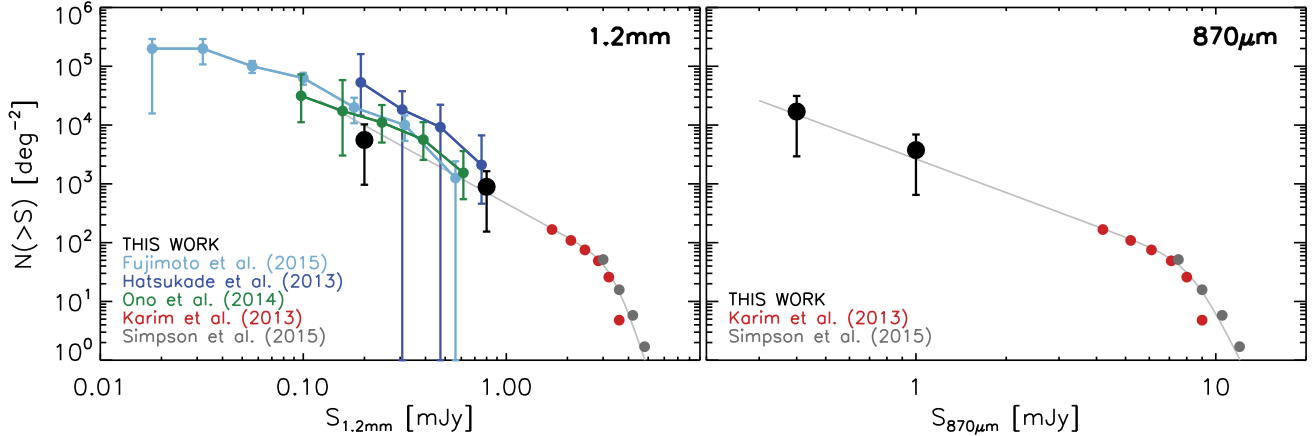 10⁶
10⁵
10⁴
10³
10²
10¹
10⁰
N(>S) [deg⁻²]
1.2mm
THIS WORK
Fujimoto et al. (2015)
Hatsukade et al. (2013)
Ono et al. (2014)
Karim et al. (2013)
Simpson et al. (2015)
0.01 0.10 1.00
S₁.₂ₘₘ [mJy]
870μm
THIS WORK
Karim et al. (2013)
Simpson et al. (2015)
1 10
S₈₇₀μₘ [mJy]